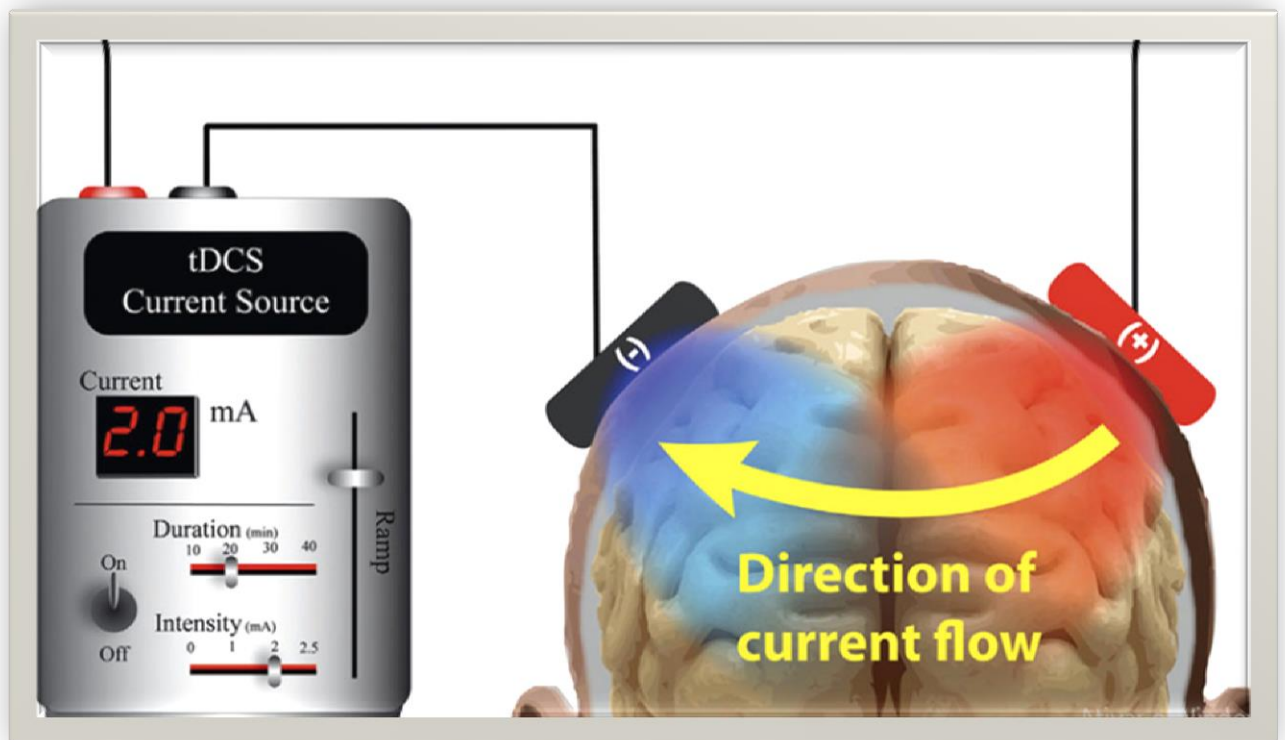 tDCS
Current Source
Current
2.0 mA
Duration (min)
10 20 30 40
On
Off
Intensity (mA)
0 1 2 2.5
Ramp
(-)
(+)
Direction of
current flow